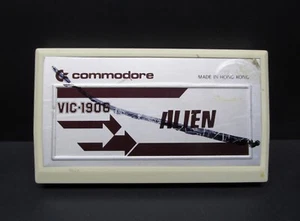 commodore
MADE IN HONG KONG
VIC-1906
ALIEN